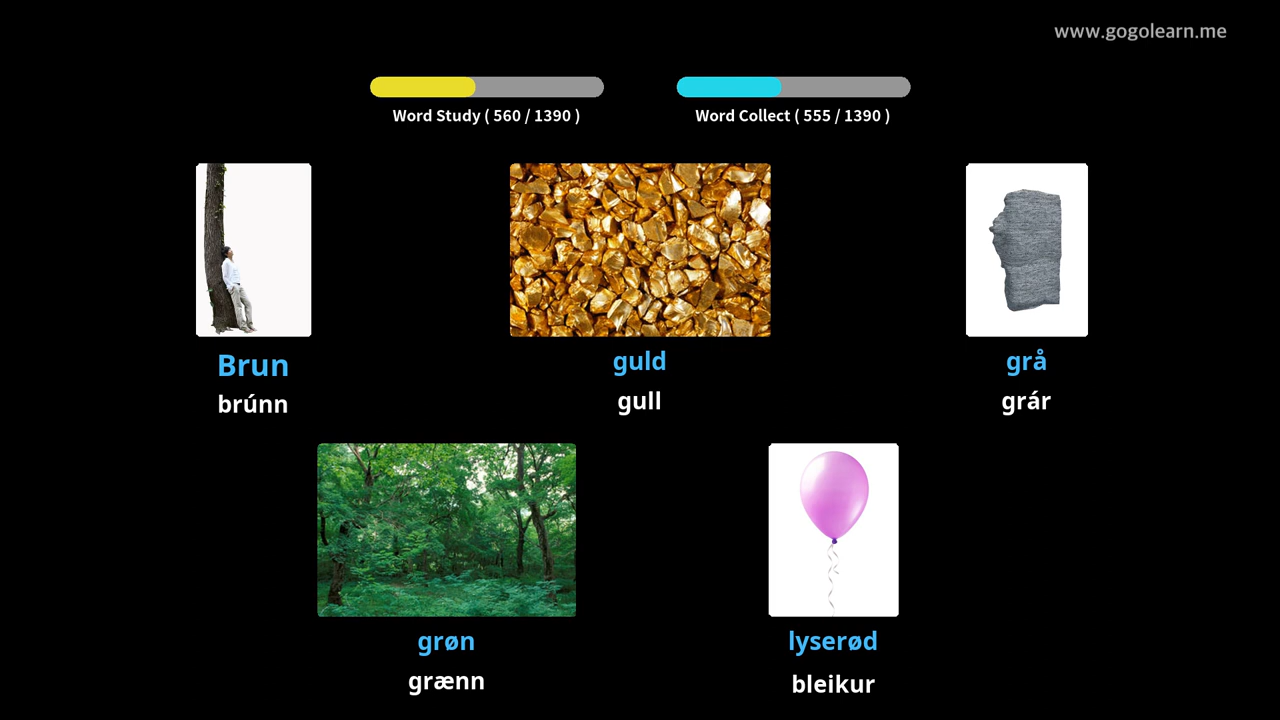 www.gogolearn.me
Word Study ( 560 / 1390 )
Word Collect ( 555 / 1390 )
Brun
brúnn
guld
gull
grå
grár
grøn
grænn
lyserød
bleikur